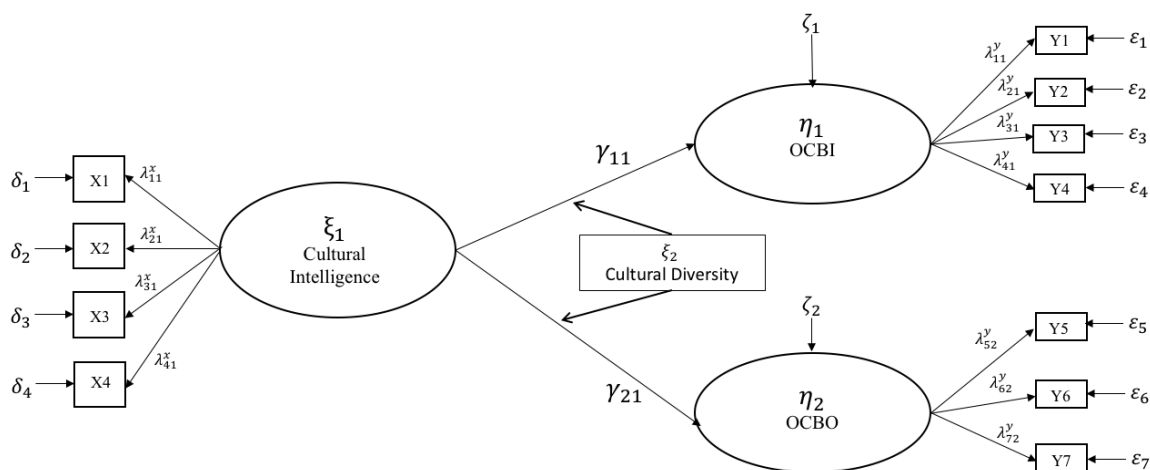 δ₁
X1
λ₁₁ˣ
δ₂
X2
λ₂₁ˣ
δ₃
X3
λ₃₁ˣ
δ₄
X4
λ₄₁ˣ
ξ₁
Cultural
Intelligence
γ₁₁
γ₂₁
ξ₂
Cultural Diversity
ζ₁
η₁
OCBI
λ₁₁ʸ
Y1
ε₁
λ₂₁ʸ
Y2
ε₂
λ₃₁ʸ
Y3
ε₃
λ₄₁ʸ
Y4
ε₄
ζ₂
η₂
OCBO
λ₅₂ʸ
Y5
ε₅
λ₆₂ʸ
Y6
ε₆
λ₇₂ʸ
Y7
ε₇